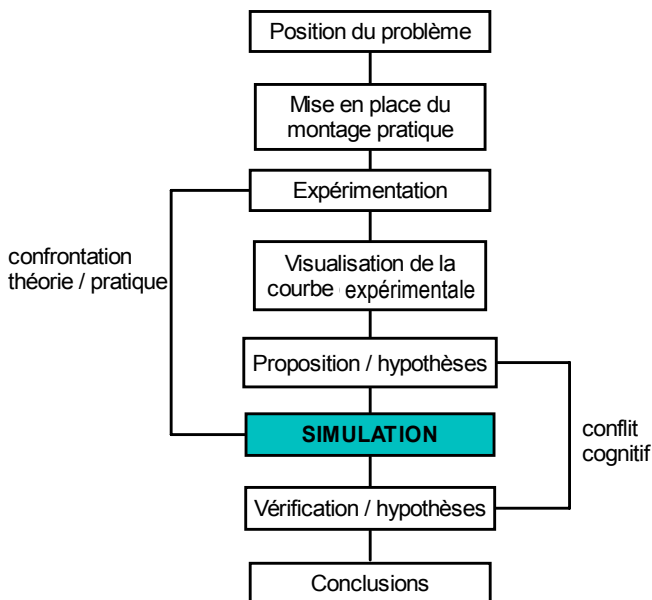 Position du problème
Mise en place du
montage pratique
Expérimentation
confrontation
théorie / pratique
Visualisation de la
courbe expérimentale
Proposition / hypothèses
SIMULATION
conflit
cognitif
Vérification / hypothèses
Conclusions